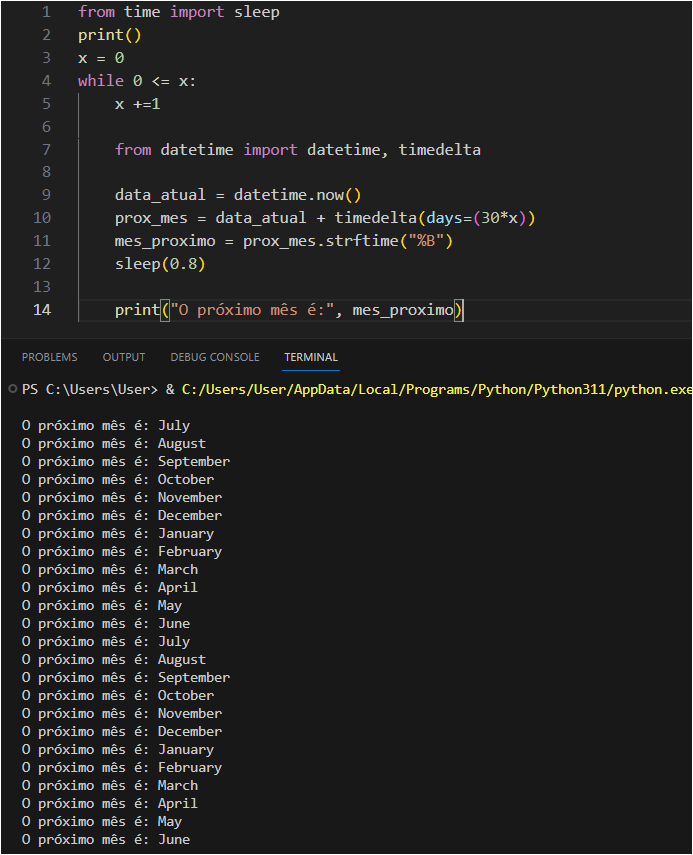 1 from time import sleep
2 print()
3 x = 0
4 while 0 <= x:
5 x +=1
6
7 from datetime import datetime, timedelta
8
9 data_atual = datetime.now()
10 prox_mes = data_atual + timedelta(days=(30*x))
11 mes_proximo = prox_mes.strftime("%B")
12 sleep(0.8)
13
14 print("O próximo mês é:", mes_proximo)
PROBLEMS OUTPUT DEBUG CONSOLE TERMINAL
PS C:\Users\User> & C:/Users/User/AppData/Local/Programs/Python/Python311/python.exe
O próximo mês é: July
O próximo mês é: August
O próximo mês é: September
O próximo mês é: October
O próximo mês é: November
O próximo mês é: December
O próximo mês é: January
O próximo mês é: February
O próximo mês é: March
O próximo mês é: April
O próximo mês é: May
O próximo mês é: June
O próximo mês é: July
O próximo mês é: August
O próximo mês é: September
O próximo mês é: October
O próximo mês é: November
O próximo mês é: December
O próximo mês é: January
O próximo mês é: February
O próximo mês é: March
O próximo mês é: April
O próximo mês é: May
O próximo mês é: June